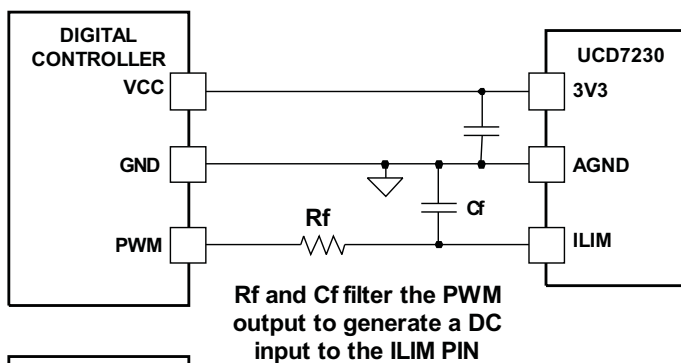 DIGITAL
CONTROLLER
UCD7230
VCC
3V3
GND
AGND
Cf
Rf
PWM
ILIM
Rf and Cf filter the PWM
output to generate a DC
input to the ILIM PIN